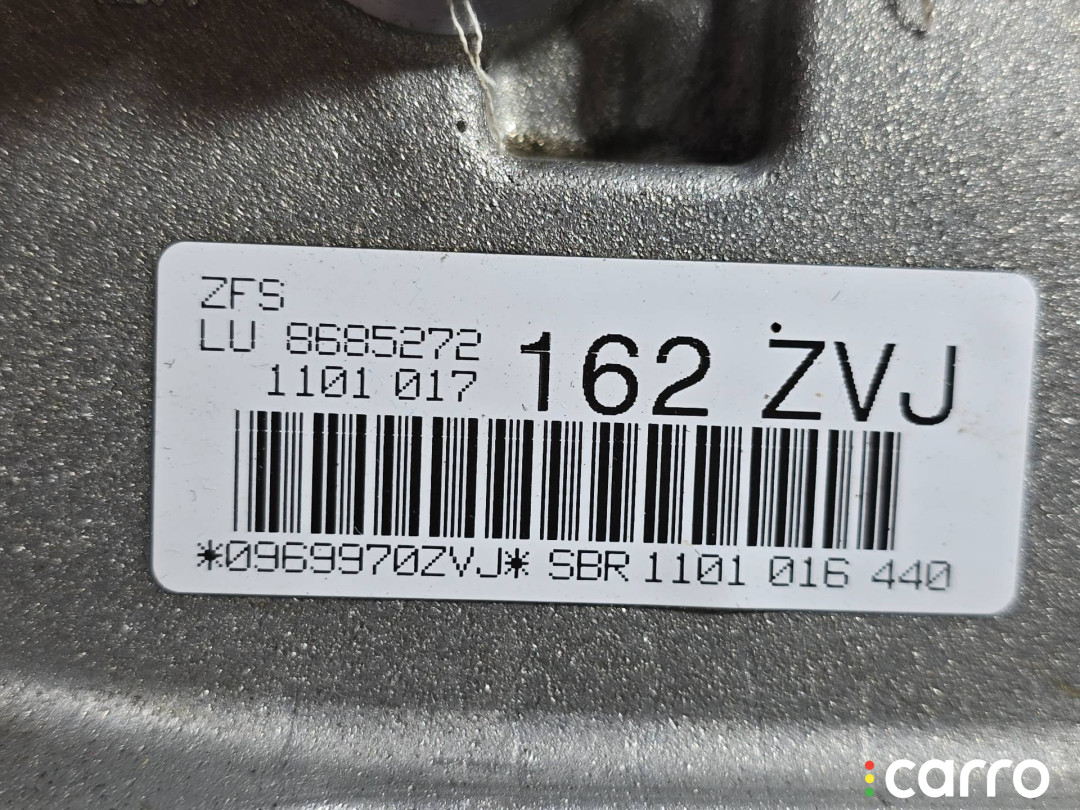 ZFS
LU 8685272
1101 017
162 ŻVJ
*0969970ZVJ* SBR 1101 016 440
carro